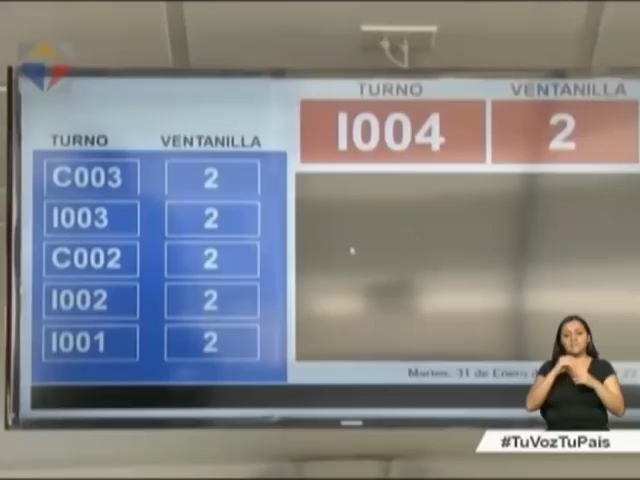 TURNO VENTANILLA
I004 2
TURNO VENTANILLA
C003 2
I003 2
C002 2
I002 2
I001 2
Martes, 31 de Enero
#TuVozTuPais